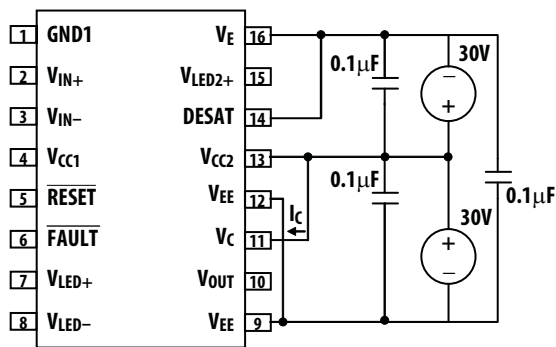 1 GND1
2 VIN+
3 VIN–
4 VCC1
5 RESET
6 FAULT
7 VLED+
8 VLED–
VE 16
VLED2+ 15
DESAT 14
VCC2 13
VEE 12
VC 11
VOUT 10
VEE 9
IC
0.1μF
0.1μF
30V
–
+
30V
+
–
0.1μF